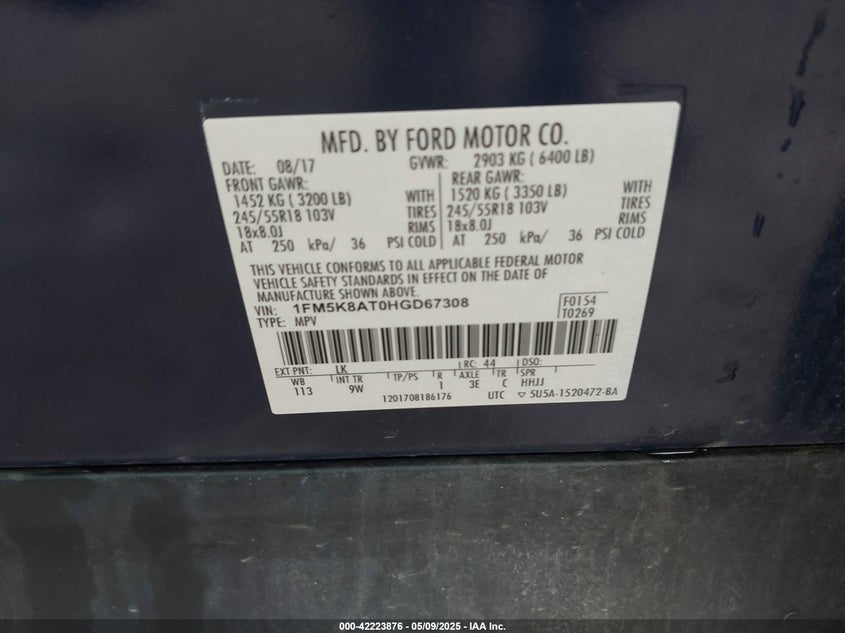 MFD. BY FORD MOTOR CO.
DATE: 08/17 GVWR: 2903 KG ( 6400 LB)
FRONT GAWR: REAR GAWR:
1452 KG ( 3200 LB) WITH 1520 KG ( 3350 LB) WITH
245/55R18 103V TIRES 245/55R18 103V TIRES
18x8.0J RIMS 18x8.0J RIMS
AT 250 kPa/ 36 PSI COLD AT 250 kPa/ 36 PSI COLD
THIS VEHICLE CONFORMS TO ALL APPLICABLE FEDERAL MOTOR
VEHICLE SAFETY STANDARDS IN EFFECT ON THE DATE OF
MANUFACTURE SHOWN ABOVE.
VIN: 1FM5K8AT0HGD67308 F0154
TYPE: MPV T0269
EXT PNT: LK RC: 44 DSO:
WB INT TR TP/PS R AXLE TR SPR
113 9W 1 3E C HHJJ
1201708186176 UTC ▽ 5U5A-1520472-BA
000-42223876 - 05/09/2025 - IAA Inc.